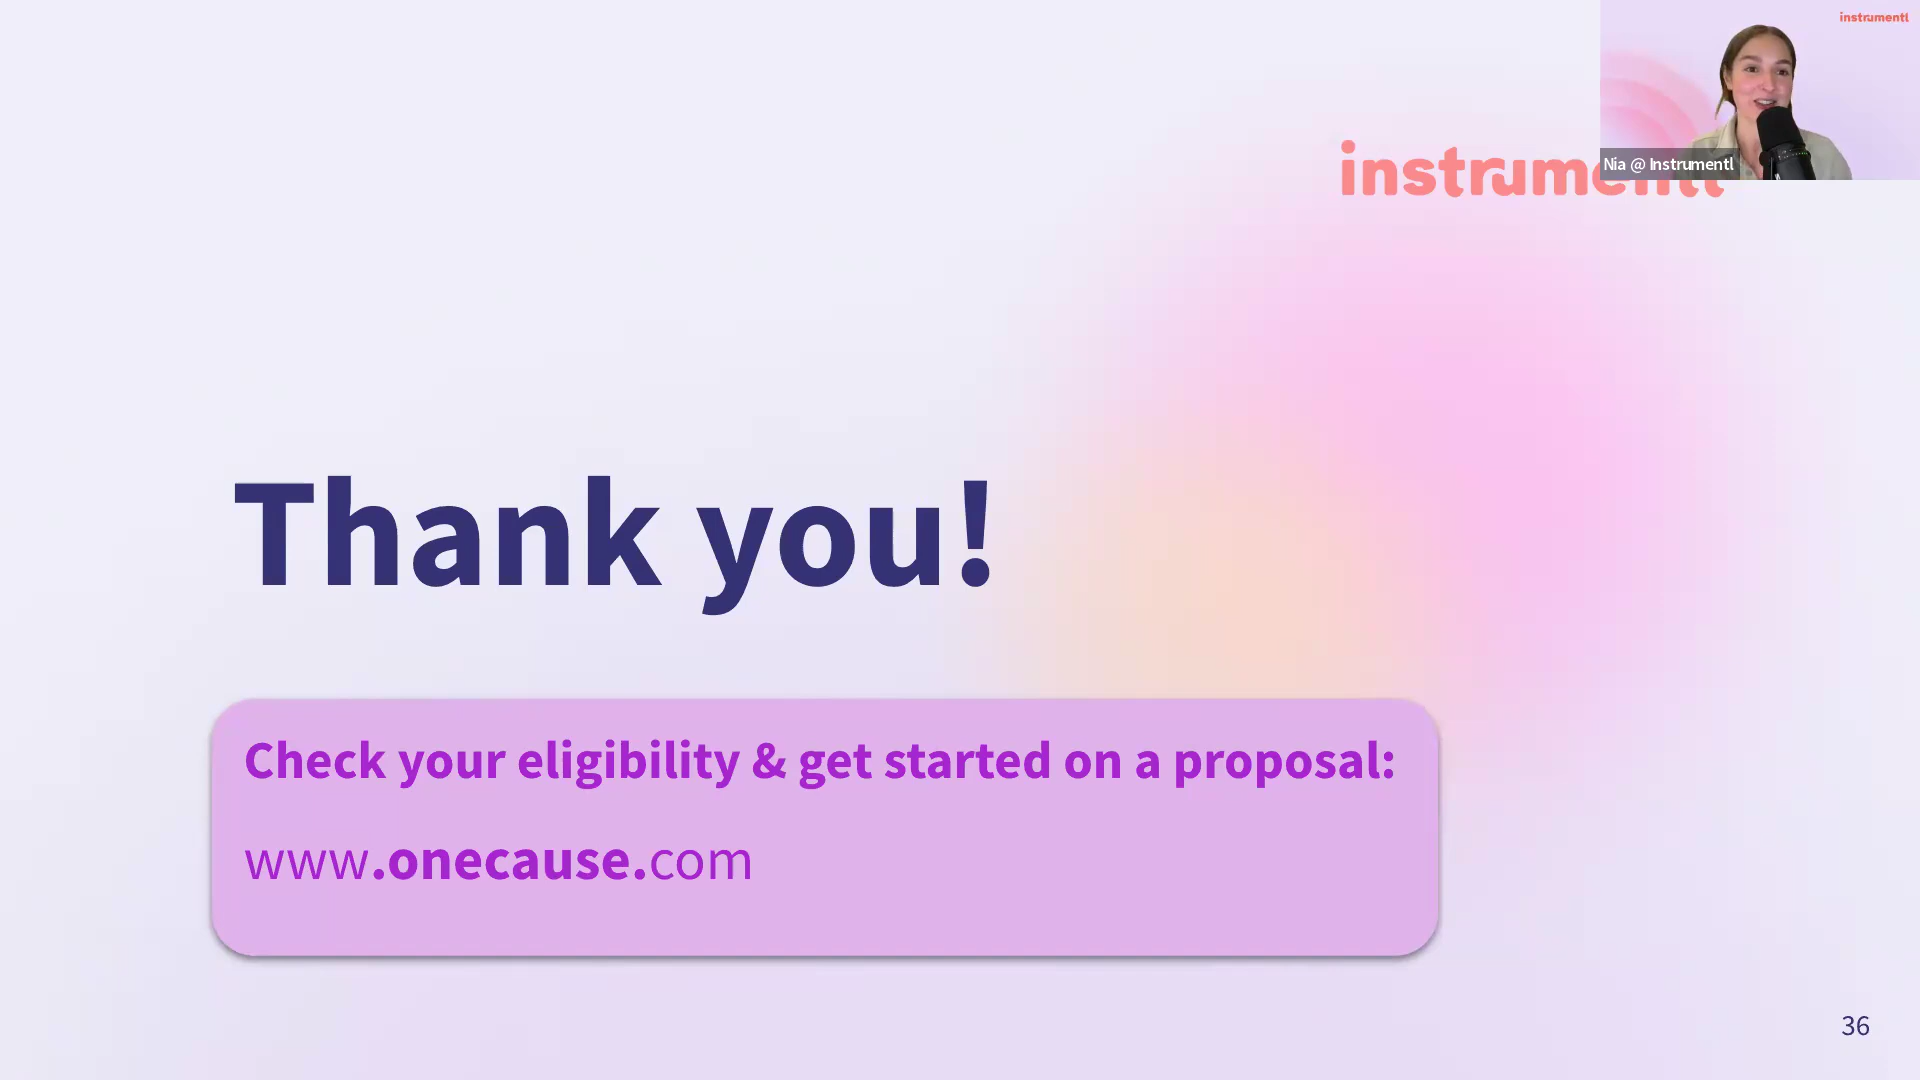 instrumentl
instrumentl
Nia @ Instrumentl
Thank you!
Check your eligibility & get started on a proposal:
www.onecause.com
36